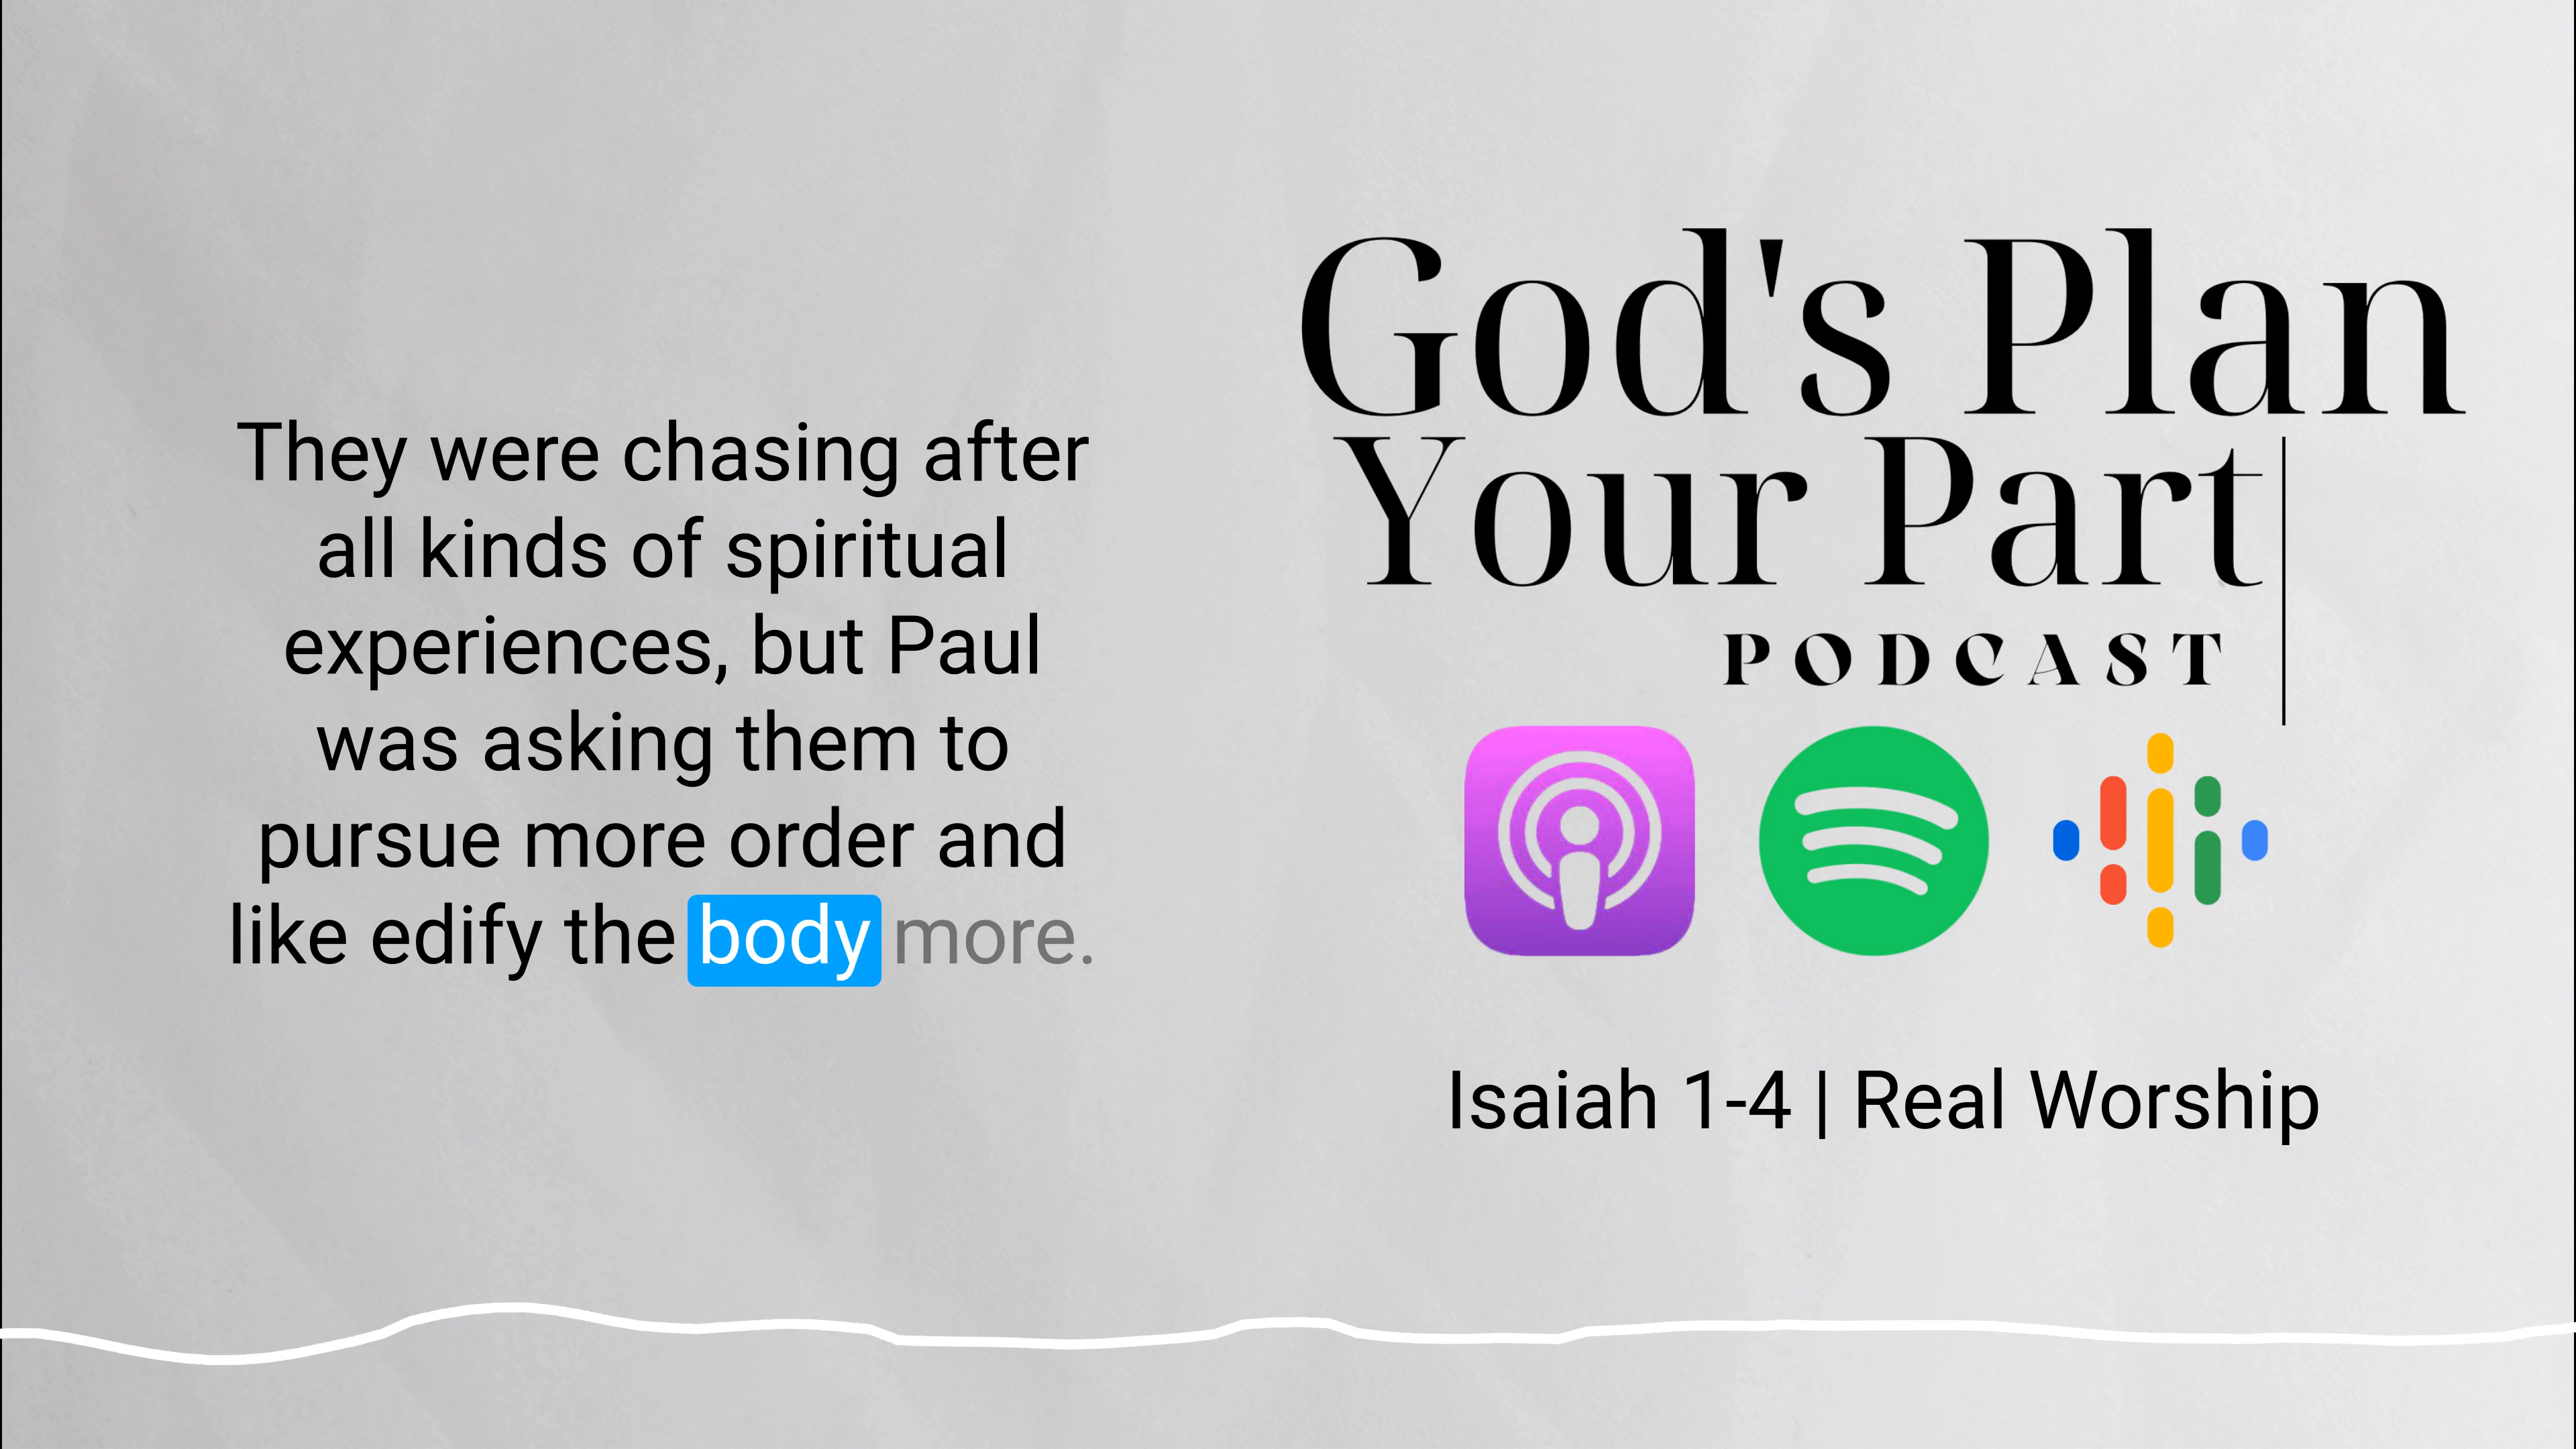 They were chasing after
all kinds of spiritual
experiences, but Paul
was asking them to
pursue more order and
like edify the body more.
God's Plan
Your Part
PODCAST
Isaiah 1-4 | Real Worship